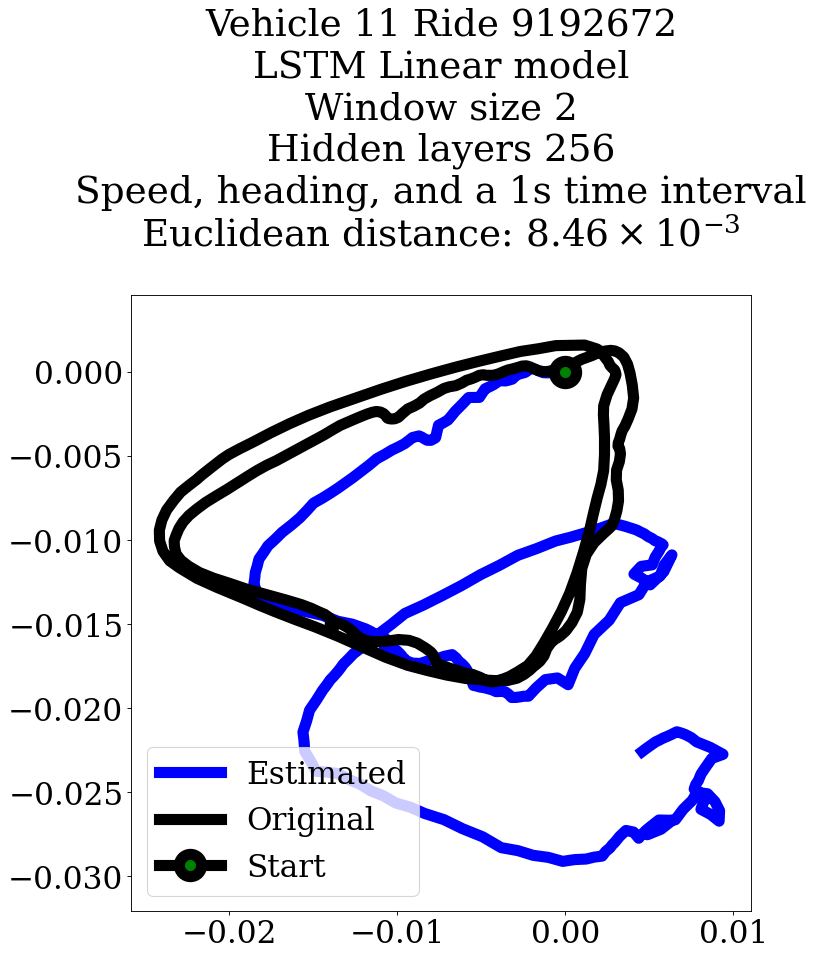 Vehicle 11 Ride 9192672
LSTM Linear model
Window size 2
Hidden layers 256
Speed, heading, and a 1s time interval
Euclidean distance: 8.46 × 10⁻³
0.000
−0.005
−0.010
−0.015
−0.020
−0.025
−0.030
Estimated
Original
Start
−0.02 −0.01 0.00 0.01